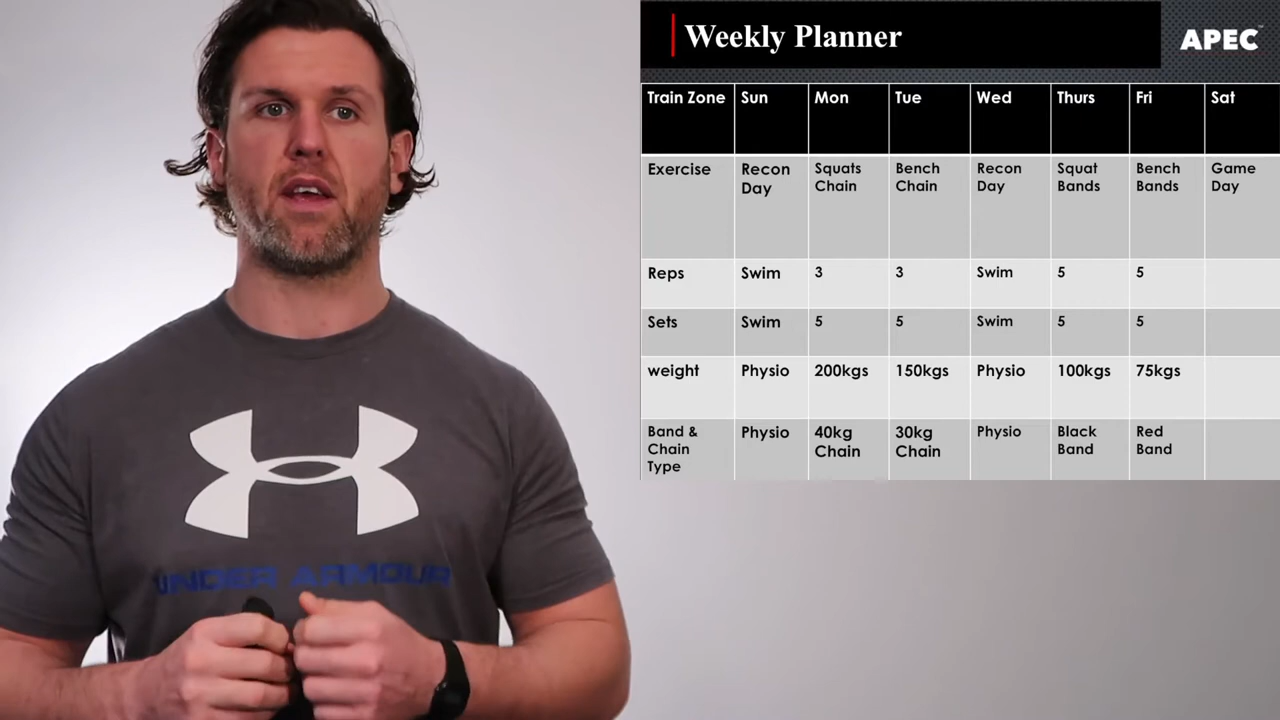 Weekly Planner
APEC
Train Zone Sun Mon Tue Wed Thurs Fri Sat
Exercise Recon Day Squats Chain Bench Chain Recon Day Squat Bands Bench Bands Game Day
Reps Swim 3 3 Swim 5 5
Sets Swim 5 5 Swim 5 5
weight Physio 200kgs 150kgs Physio 100kgs 75kgs
Band & Chain Type Physio 40kg Chain 30kg Chain Physio Black Band Red Band
UNDER ARMOUR